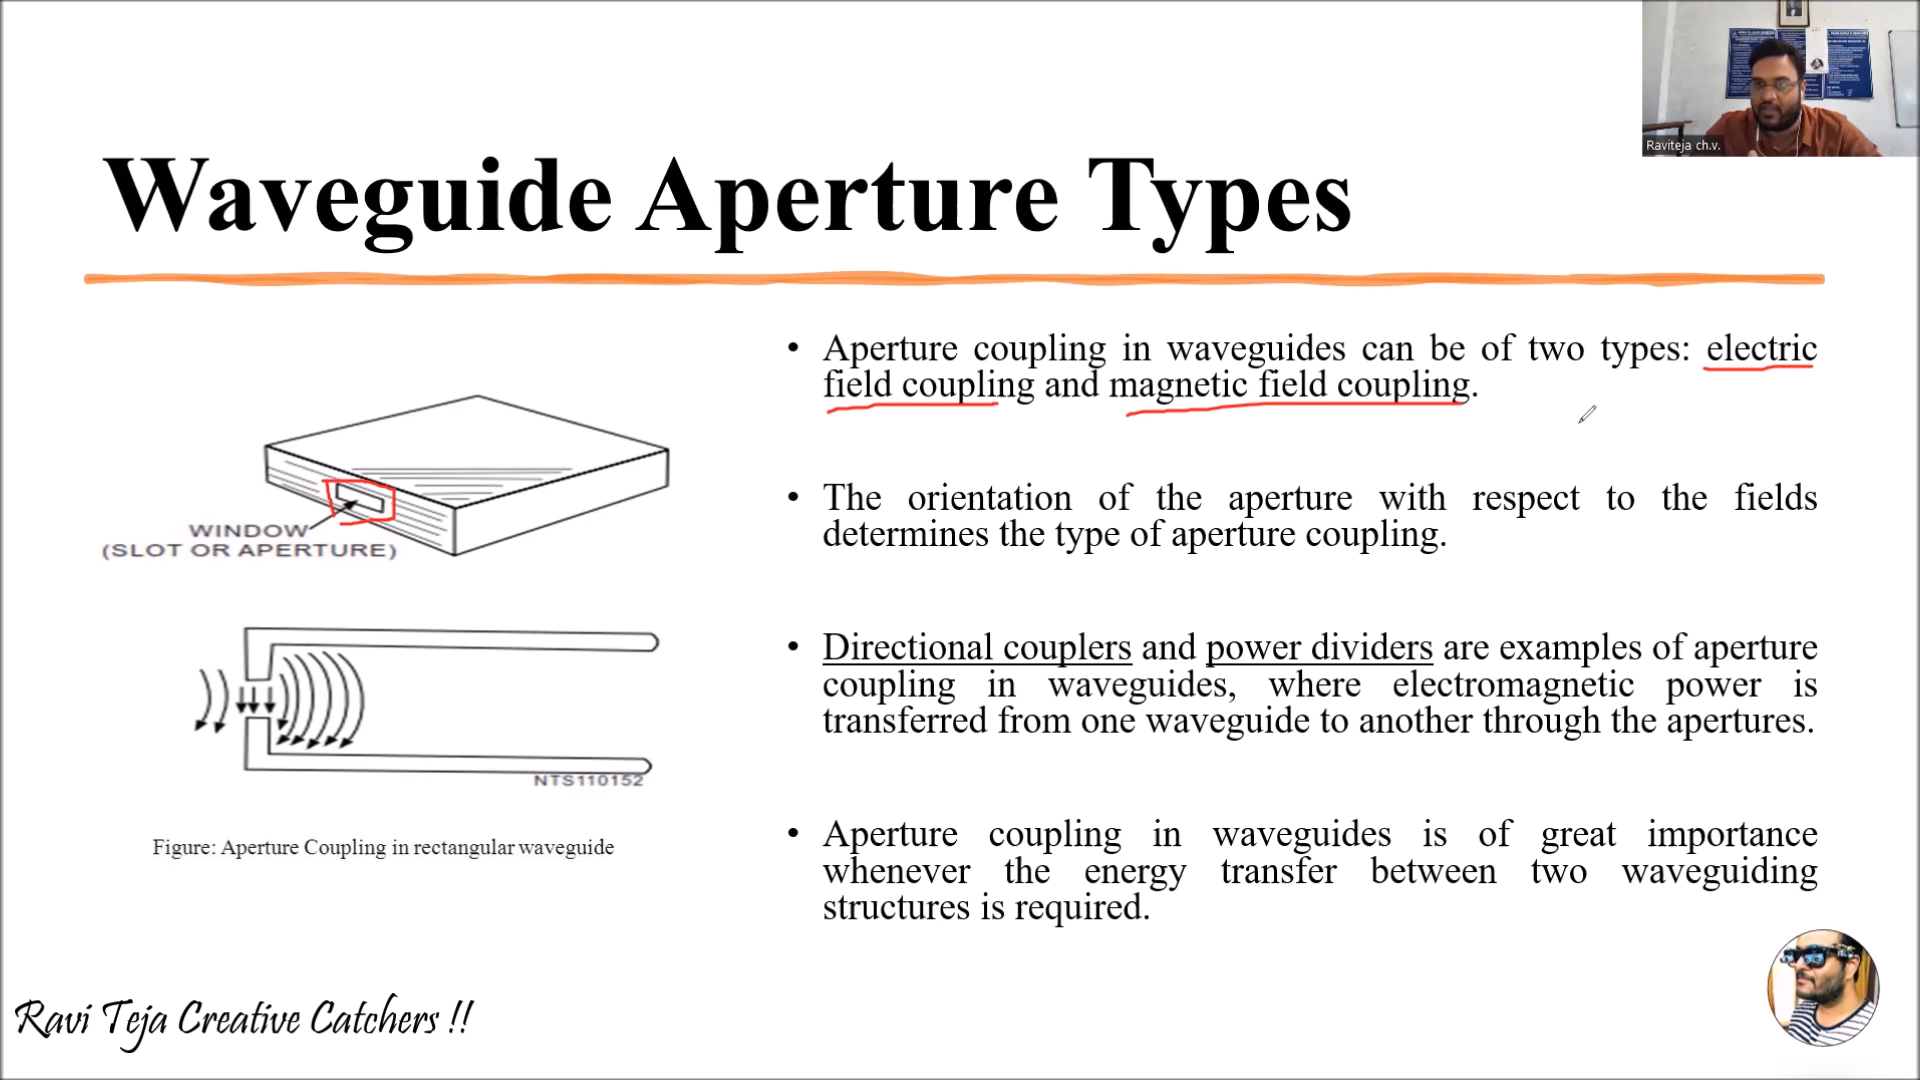 Raviteja ch.v.
Waveguide Aperture Types
• Aperture coupling in waveguides can be of two types: electric
field coupling and magnetic field coupling.
• The orientation of the aperture with respect to the fields
determines the type of aperture coupling.
• Directional couplers and power dividers are examples of aperture
coupling in waveguides, where electromagnetic power is
transferred from one waveguide to another through the apertures.
• Aperture coupling in waveguides is of great importance
whenever the energy transfer between two waveguiding
structures is required.
WINDOW
(SLOT OR APERTURE)
NTS110152
Figure: Aperture Coupling in rectangular waveguide
Ravi Teja Creative Catchers !!